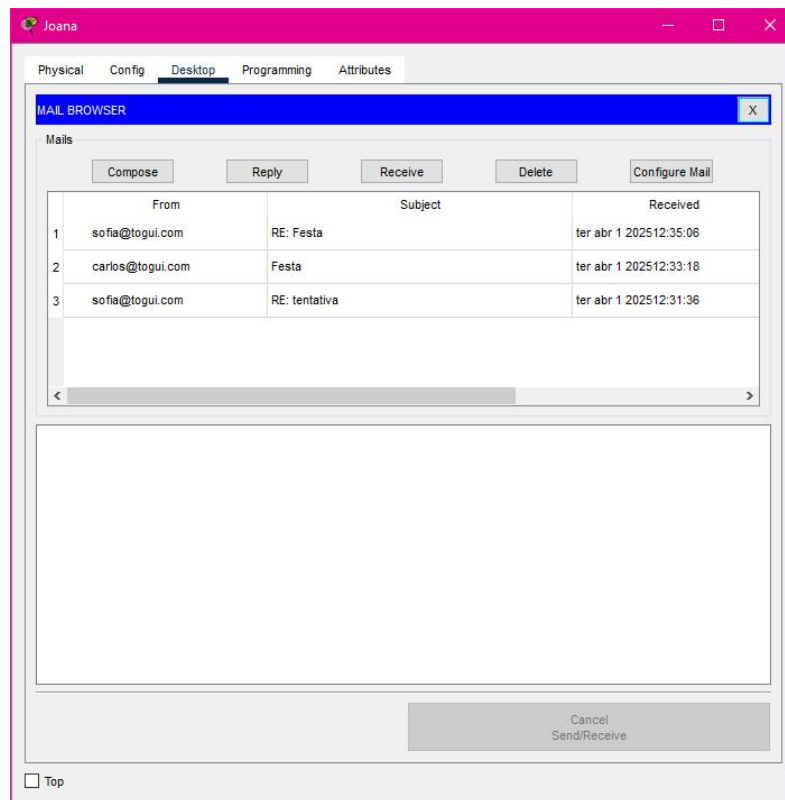 Joana
Physical Config Desktop Programming Attributes
MAIL BROWSER X
Mails
Compose Reply Receive Delete Configure Mail
From Subject Received
1 sofia@togui.com RE: Festa ter abr 1 202512:35:06
2 carlos@togui.com Festa ter abr 1 202512:33:18
3 sofia@togui.com RE: tentativa ter abr 1 202512:31:36
Cancel
Send/Receive
Top